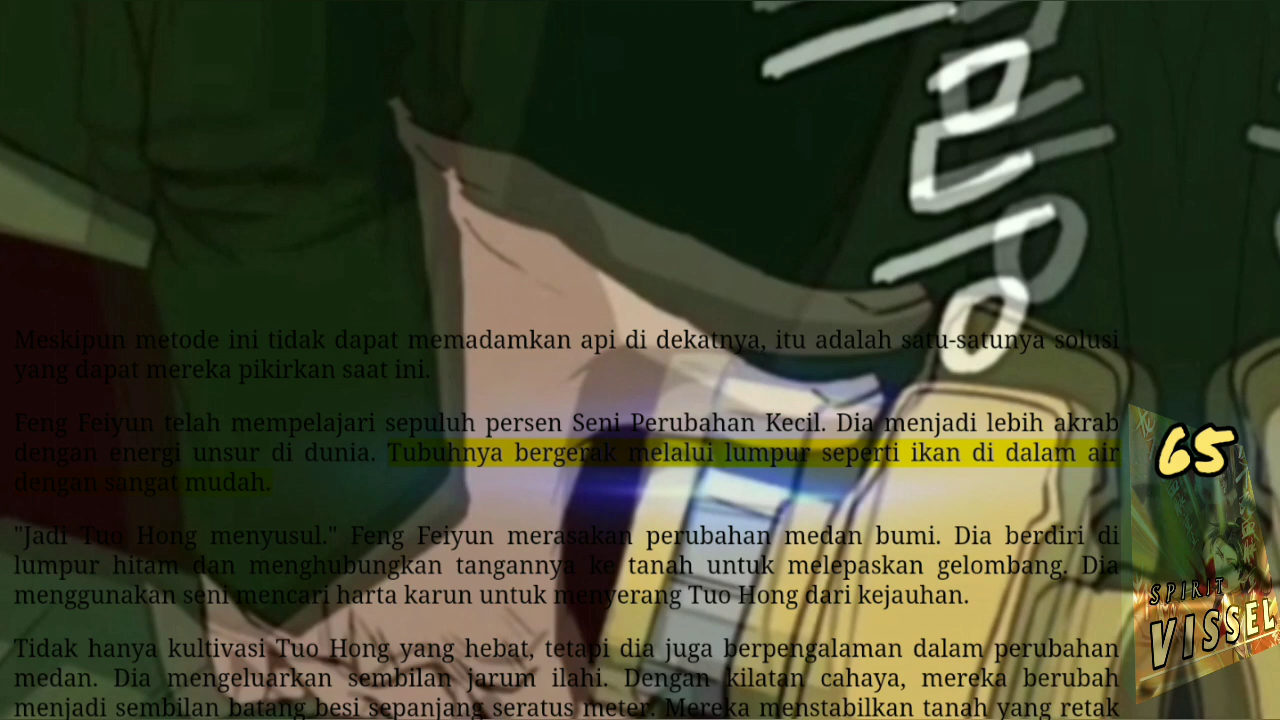 Meskipun metode ini tidak dapat memadamkan api di dekatnya, itu adalah satu-satunya solusi
yang dapat mereka pikirkan saat ini.
Feng Feiyun telah mempelajari sepuluh persen Seni Perubahan Kecil. Dia menjadi lebih akrab
dengan energi unsur di dunia. Tubuhnya bergerak melalui lumpur seperti ikan di dalam air
dengan sangat mudah.
"Jadi Tuo Hong menyusul." Feng Feiyun merasakan perubahan medan bumi. Dia berdiri di
lumpur hitam dan menghubungkan tangannya ke tanah untuk melepaskan gelombang. Dia
menggunakan seni mencari harta karun untuk menyerang Tuo Hong dari kejauhan.
Tidak hanya kultivasi Tuo Hong yang hebat, tetapi dia juga berpengalaman dalam perubahan
medan. Dia mengeluarkan sembilan jarum ilahi. Dengan kilatan cahaya, mereka berubah
menjadi sembilan batang besi sepanjang seratus meter. Mereka menstabilkan tanah yang retak
65
SPIRIT
VISSEL